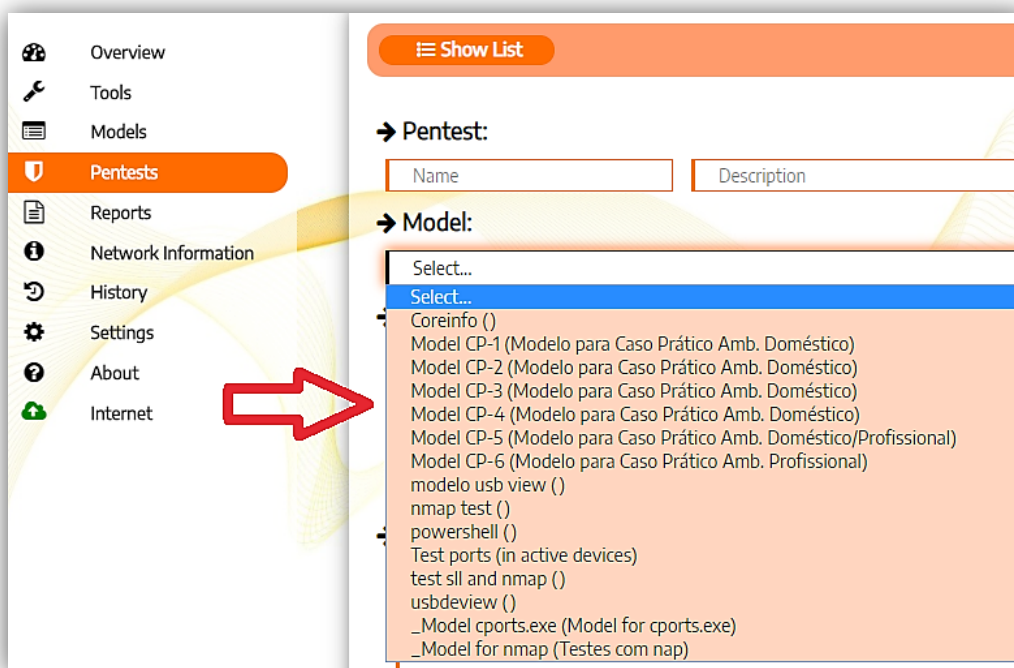 Overview
Tools
Models
Pentests
Reports
Network Information
History
Settings
About
Internet
Show List
Pentest:
Name
Description
Model:
Select...
Select...
Coreinfo ()
Model CP-1 (Modelo para Caso Prático Amb. Doméstico)
Model CP-2 (Modelo para Caso Prático Amb. Doméstico)
Model CP-3 (Modelo para Caso Prático Amb. Doméstico)
Model CP-4 (Modelo para Caso Prático Amb. Doméstico)
Model CP-5 (Modelo para Caso Prático Amb. Doméstico/Profissional)
Model CP-6 (Modelo para Caso Prático Amb. Profissional)
modelo usb view ()
nmap test ()
powershell ()
Test ports (in active devices)
test sll and nmap ()
usbdeview ()
_Model cports.exe (Model for cports.exe)
_Model for nmap (Testes com nap)